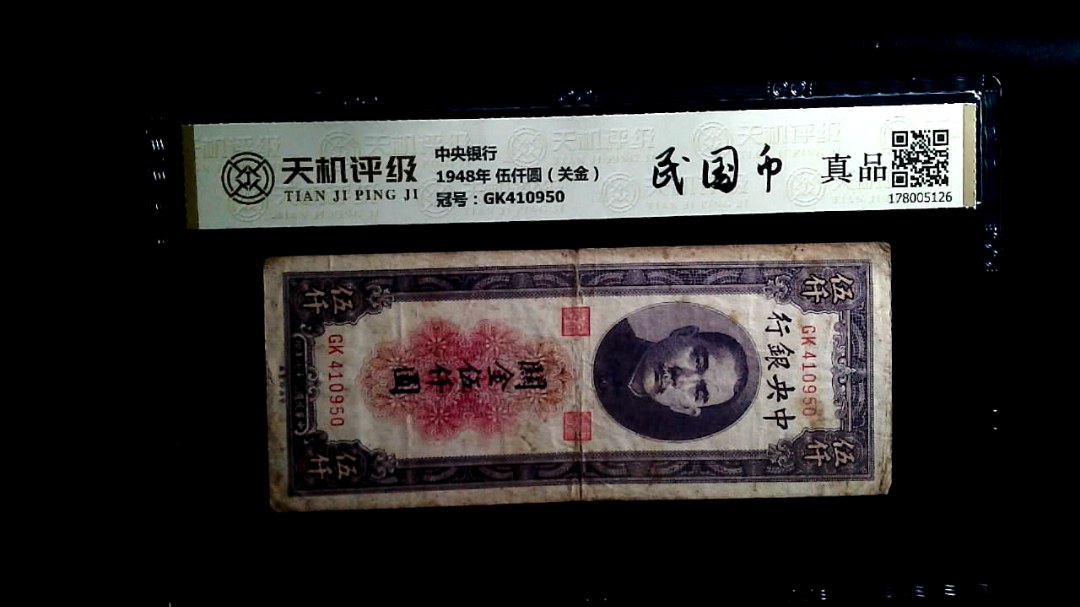 天机评级
TIAN JI PING JI
中央银行
1948年 伍仟圆（关金）
冠号：GK410950
民国币
真品
178005126
中央銀行
GK410950
關金伍仟圓
GK410950
伍仟
伍仟
伍仟
伍仟